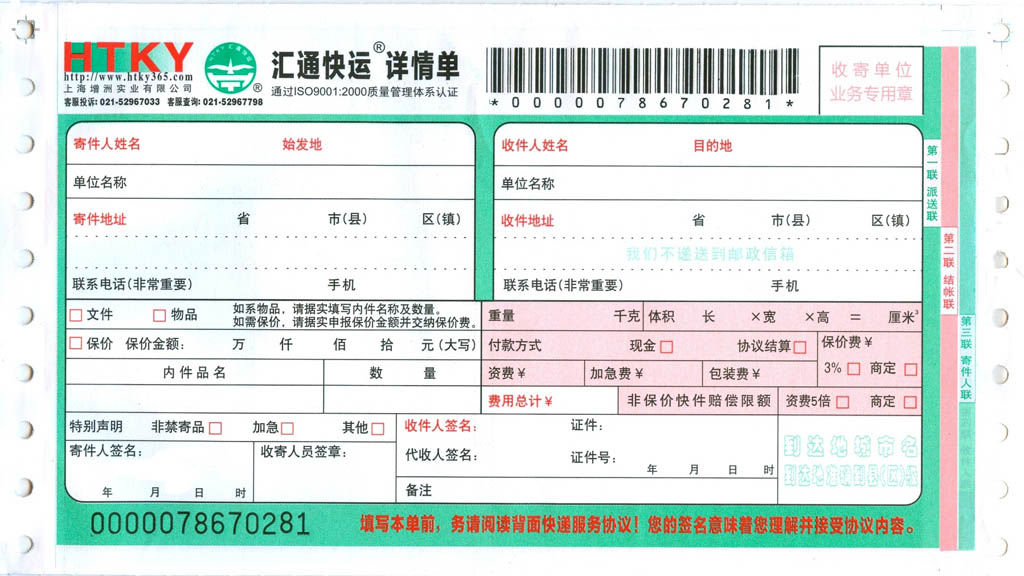 HTKY
http://www.htky365.com
上海增洲实业有限公司
客服投诉:021-52967033 客服查询:021-52967798
汇通快运®详情单
通过ISO9001:2000质量管理体系认证
*0000078670281*
收寄单位
业务专用章
寄件人姓名 始发地
单位名称
寄件地址 省 市(县) 区(镇)
联系电话(非常重要) 手机
收件人姓名 目的地
单位名称
收件地址 省 市(县) 区(镇)
我们不递送到邮政信箱
联系电话(非常重要) 手机
□文件 □物品 如系物品，请据实填写内件名称及数量。
如需保价，请据实申报保价金额并交纳保价费。
□保价 保价金额: 万 仟 佰 拾 元(大写)
内件品名 数 量
重量 千克 体积 长 ×宽 ×高 = 厘米³
付款方式 现金□ 协议结算□ 保价费¥
3%□ 商定□
资费¥ 加急费¥ 包装费¥
费用总计¥ 非保价快件赔偿限额 资费5倍□ 商定□
特别声明 非禁寄品□ 加急□ 其他□
寄件人签名: 收寄人员签章:
年 月 日 时
收件人签名: 证件:
代收人签名: 证件号:
年 月 日 时
备注
到达地城市名
到达地准确到县(区)级
0000078670281
填写本单前，务请阅读背面快递服务协议！您的签名意味着您理解并接受协议内容。
第一联 派送联
第二联 结帐联
第三联 寄件人联